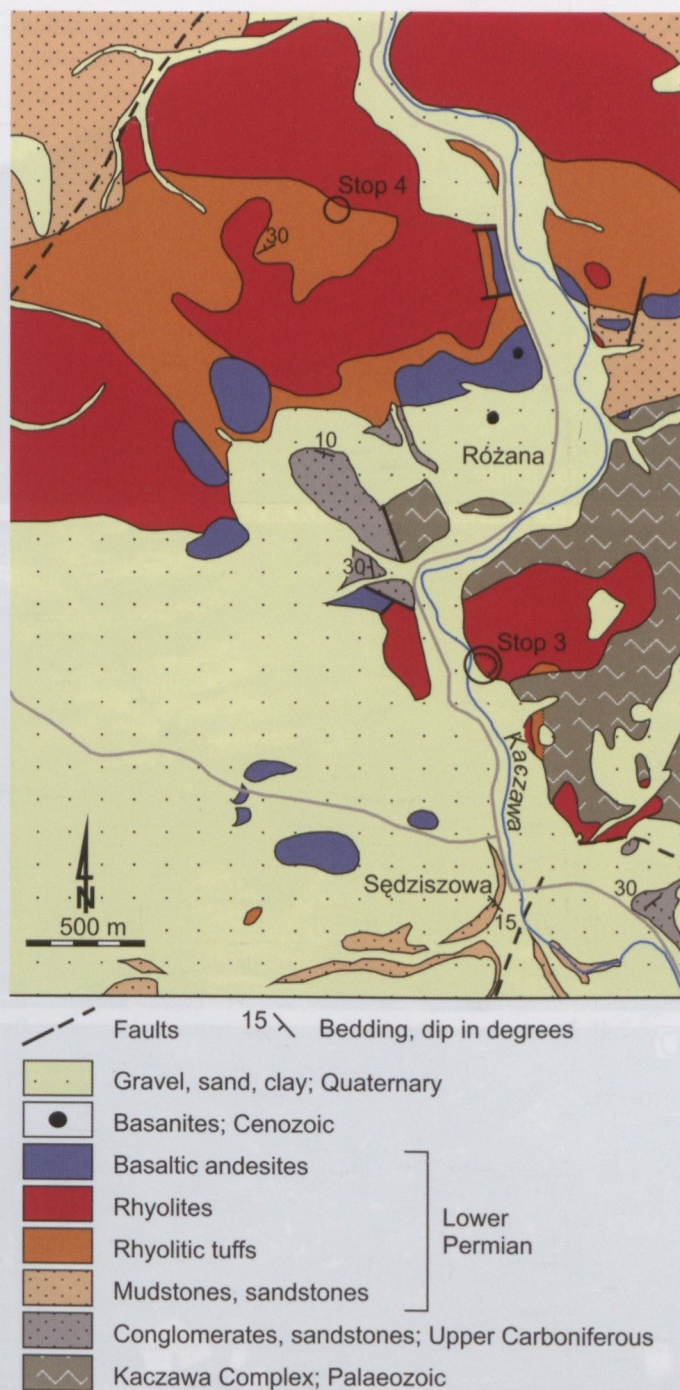 Stop 4
30
10
Różana
30
Stop 3
Kaczawa
N
500 m
Sędziszowa
15
30
Faults
15
Bedding, dip in degrees
Gravel, sand, clay; Quaternary
Basanites; Cenozoic
Basaltic andesites
Rhyolites
Lower
Permian
Rhyolitic tuffs
Mudstones, sandstones
Conglomerates, sandstones; Upper Carboniferous
Kaczawa Complex; Palaeozoic